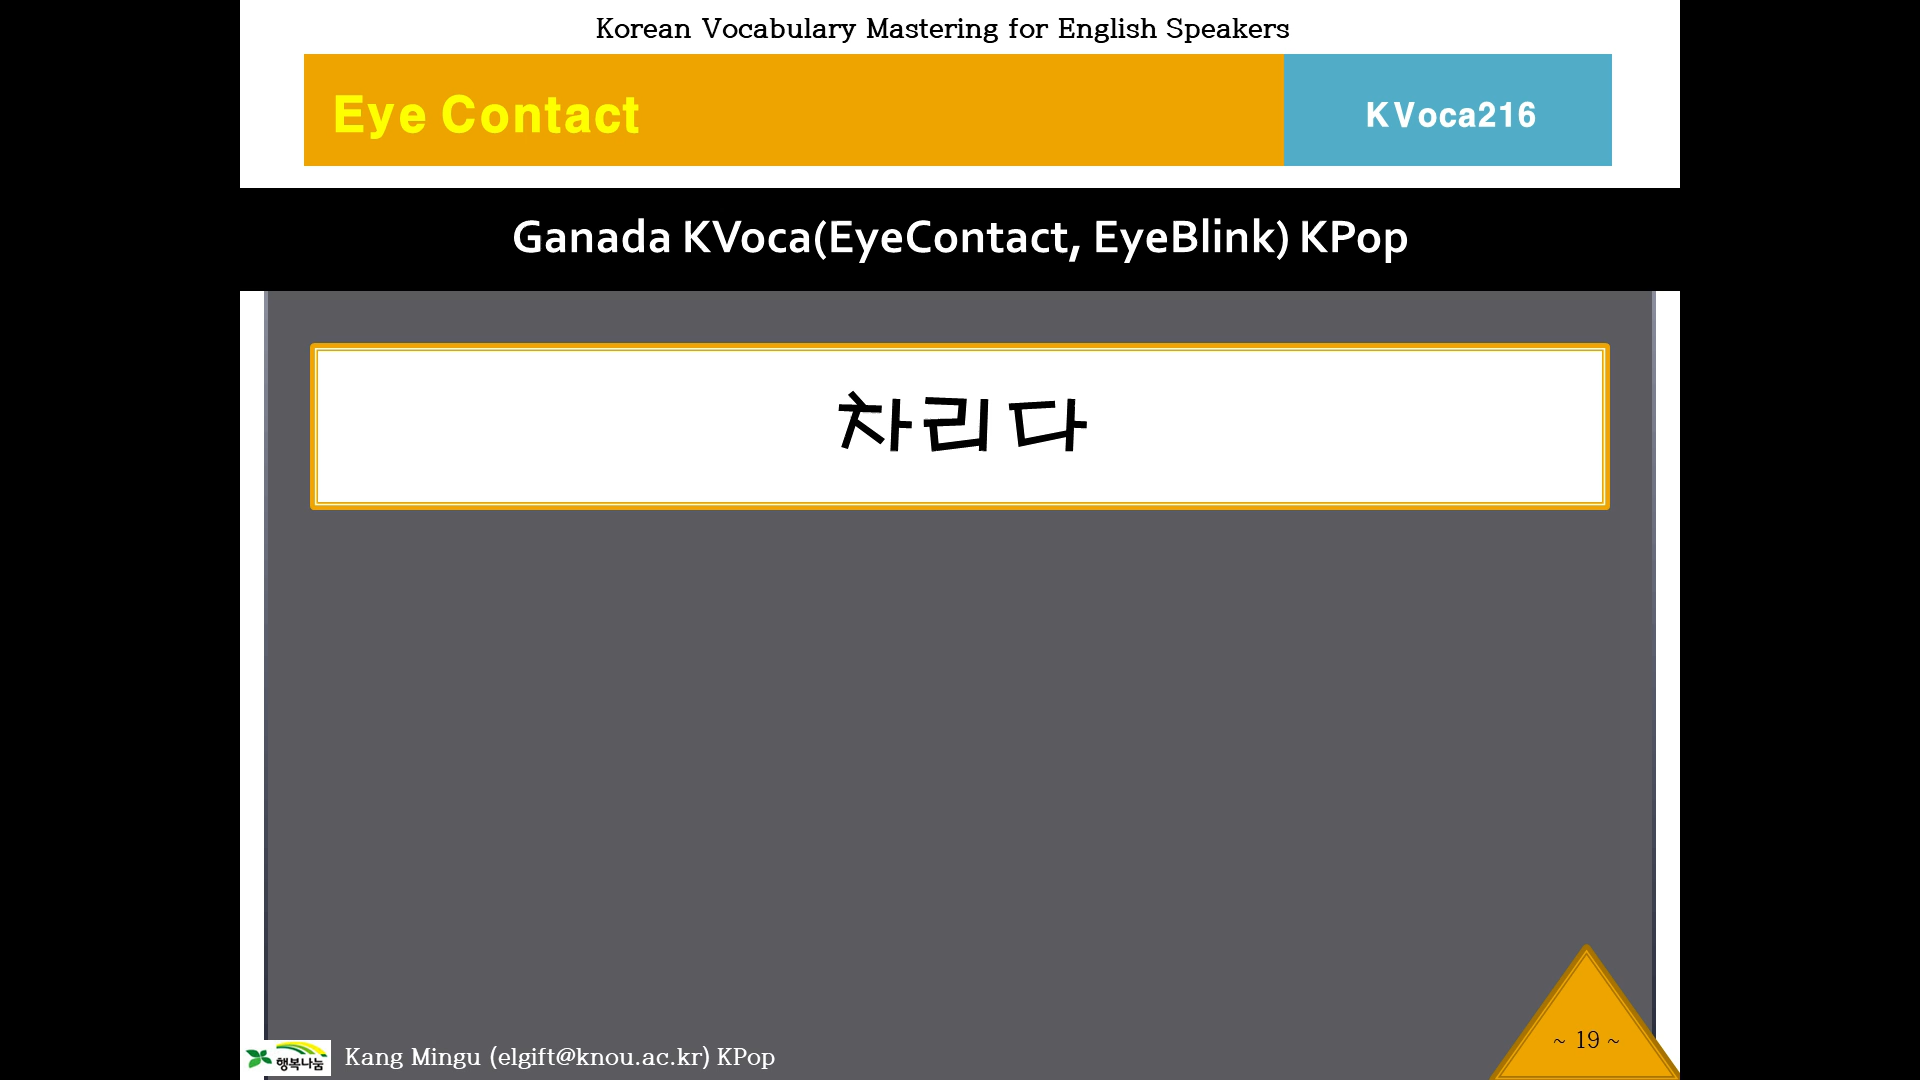 Korean Vocabulary Mastering for English Speakers
Eye Contact
KVoca216
Ganada KVoca(EyeContact, EyeBlink) KPop
차리다
~ 19 ~
행복나눔
Kang Mingu (elgift@knou.ac.kr) KPop